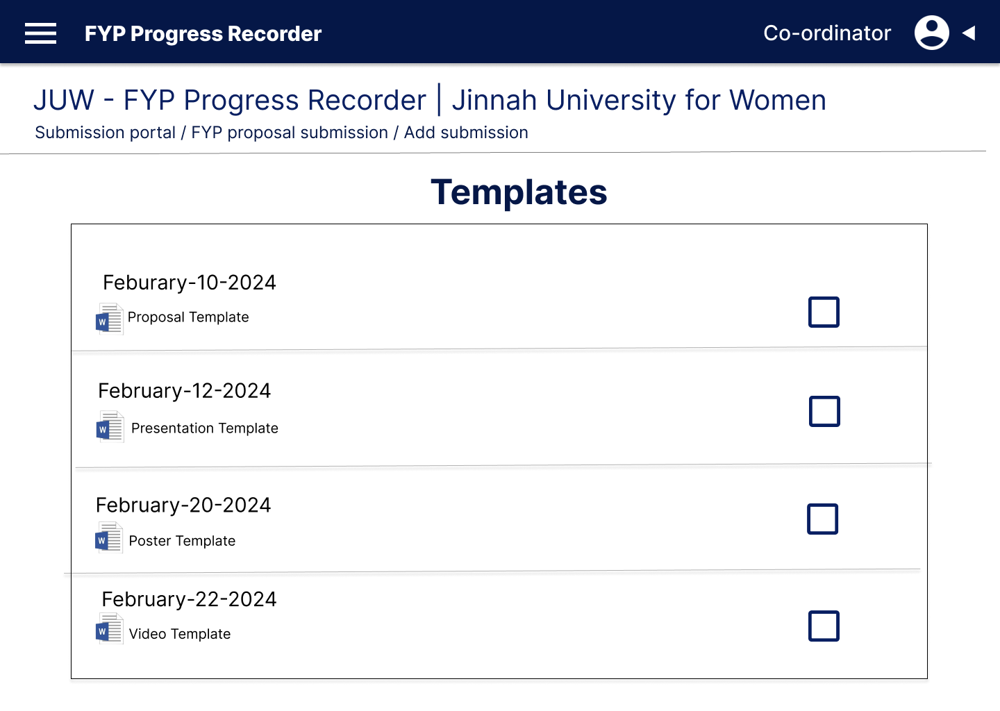 FYP Progress Recorder
Co-ordinator
JUW - FYP Progress Recorder | Jinnah University for Women
Submission portal / FYP proposal submission / Add submission
Templates
Feburary-10-2024
W
Proposal Template
February-12-2024
W
Presentation Template
February-20-2024
W
Poster Template
February-22-2024
W
Video Template